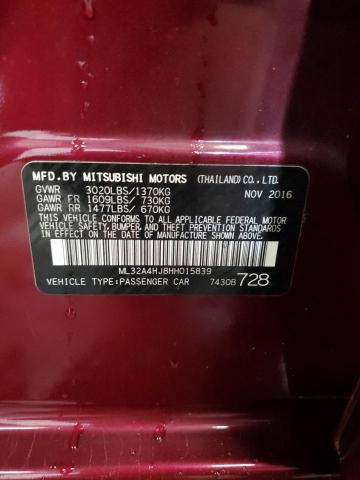 MFD.BY MITSUBISHI MOTORS (THAILAND)CO.,LTD.
GVWR 3020LBS/1370KG NOV 2016
GAWR FR 1609LBS/ 730KG
GAWR RR 1477LBS/ 670KG
THIS VEHICLE CONFORMS TO ALL APPLICABLE FEDERAL MOTOR VEHICLE
SAFETY, BUMPER, AND THEFT PREVENTION STANDARDS
IN EFFECT ON THE DATE OF MANUFACTURE SHOWN ABOVE.
ML32A4HJ8HH015839
VEHICLE TYPE:PASSENGER CAR 7430B 728